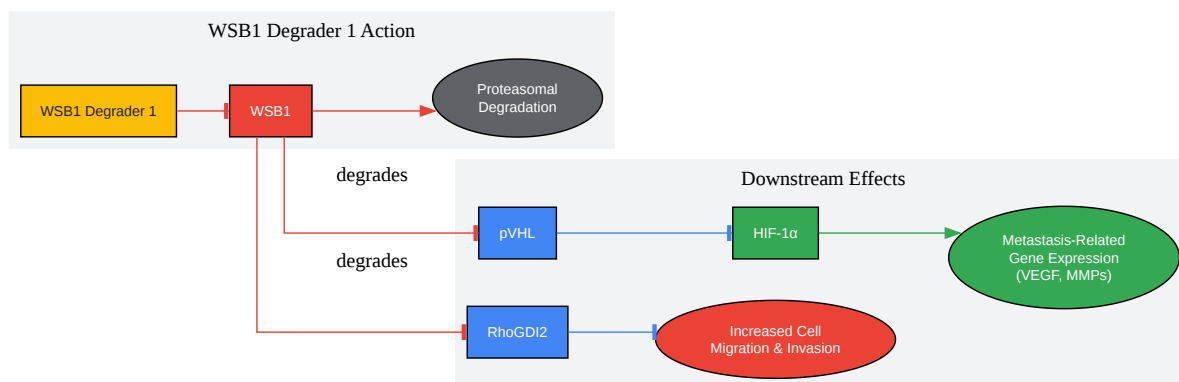 WSB1 Degrader 1 Action
WSB1 Degrader 1
WSB1
Proteasomal
Degradation
degrades
degrades
Downstream Effects
pVHL
HIF-1α
Metastasis-Related
Gene Expression
(VEGF, MMPs)
RhoGDI2
Increased Cell
Migration & Invasion